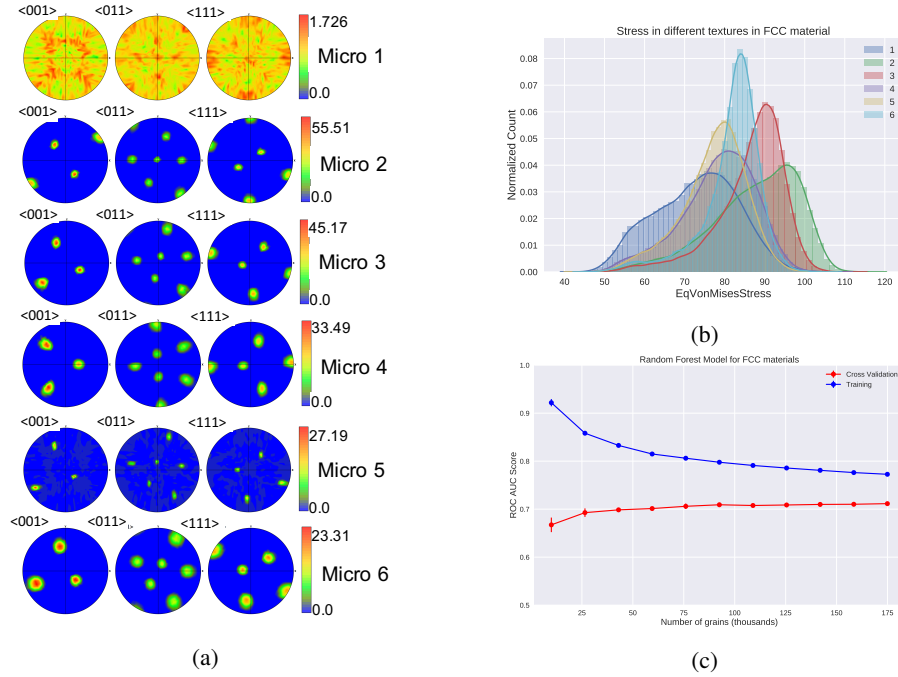 <001> <011> <111>
1.726
Micro 1
0.0
<001> <011> <111>
55.51
Micro 2
0.0
<001> <011> <111>
45.17
Micro 3
0.0
<001> <011> <111>
33.49
Micro 4
0.0
<001> <011> <111>
27.19
Micro 5
0.0
<001> <011> <111>
23.31
Micro 6
0.0
(a)
Stress in different textures in FCC material
Normalized Count
0.08
0.07
0.06
0.05
0.04
0.03
0.02
0.01
0.00
40 50 60 70 80 90 100 110 120
EqVonMisesStress
1
2
3
4
5
6
(b)
Random Forest Model for FCC materials
ROC AUC Score
1.0
0.9
0.8
0.7
0.6
0.5
25 50 75 100 125 150 175
Number of grains (thousands)
Cross Validation
Training
(c)